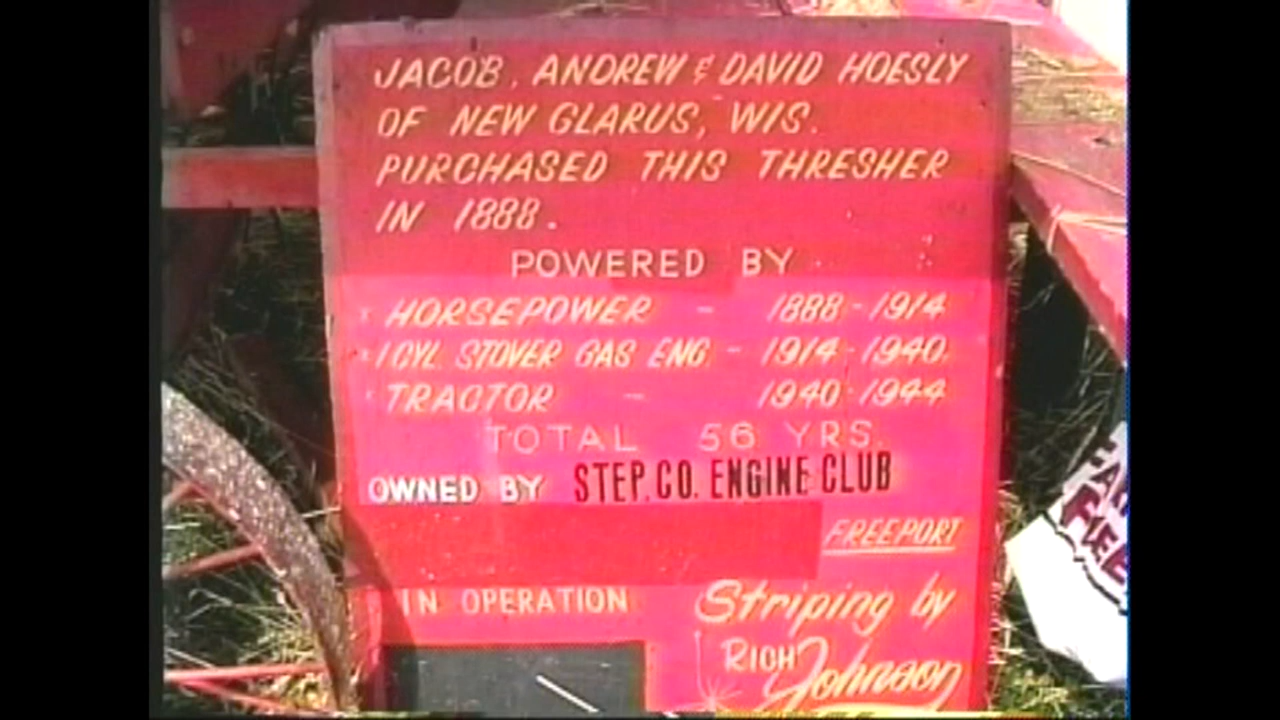 JACOB, ANDREW & DAVID HOESLY
OF NEW GLARUS, WIS.
PURCHASED THIS THRESHER
IN 1888.
POWERED BY
* HORSEPOWER - 1888-1914
* 1 CYL. STOVER GAS ENG. - 1914-1940
* TRACTOR - 1940-1944
TOTAL 56 YRS.
OWNED BY STEP. CO. ENGINE CLUB
FREEPORT
IN OPERATION
Striping by
RICH Johnson